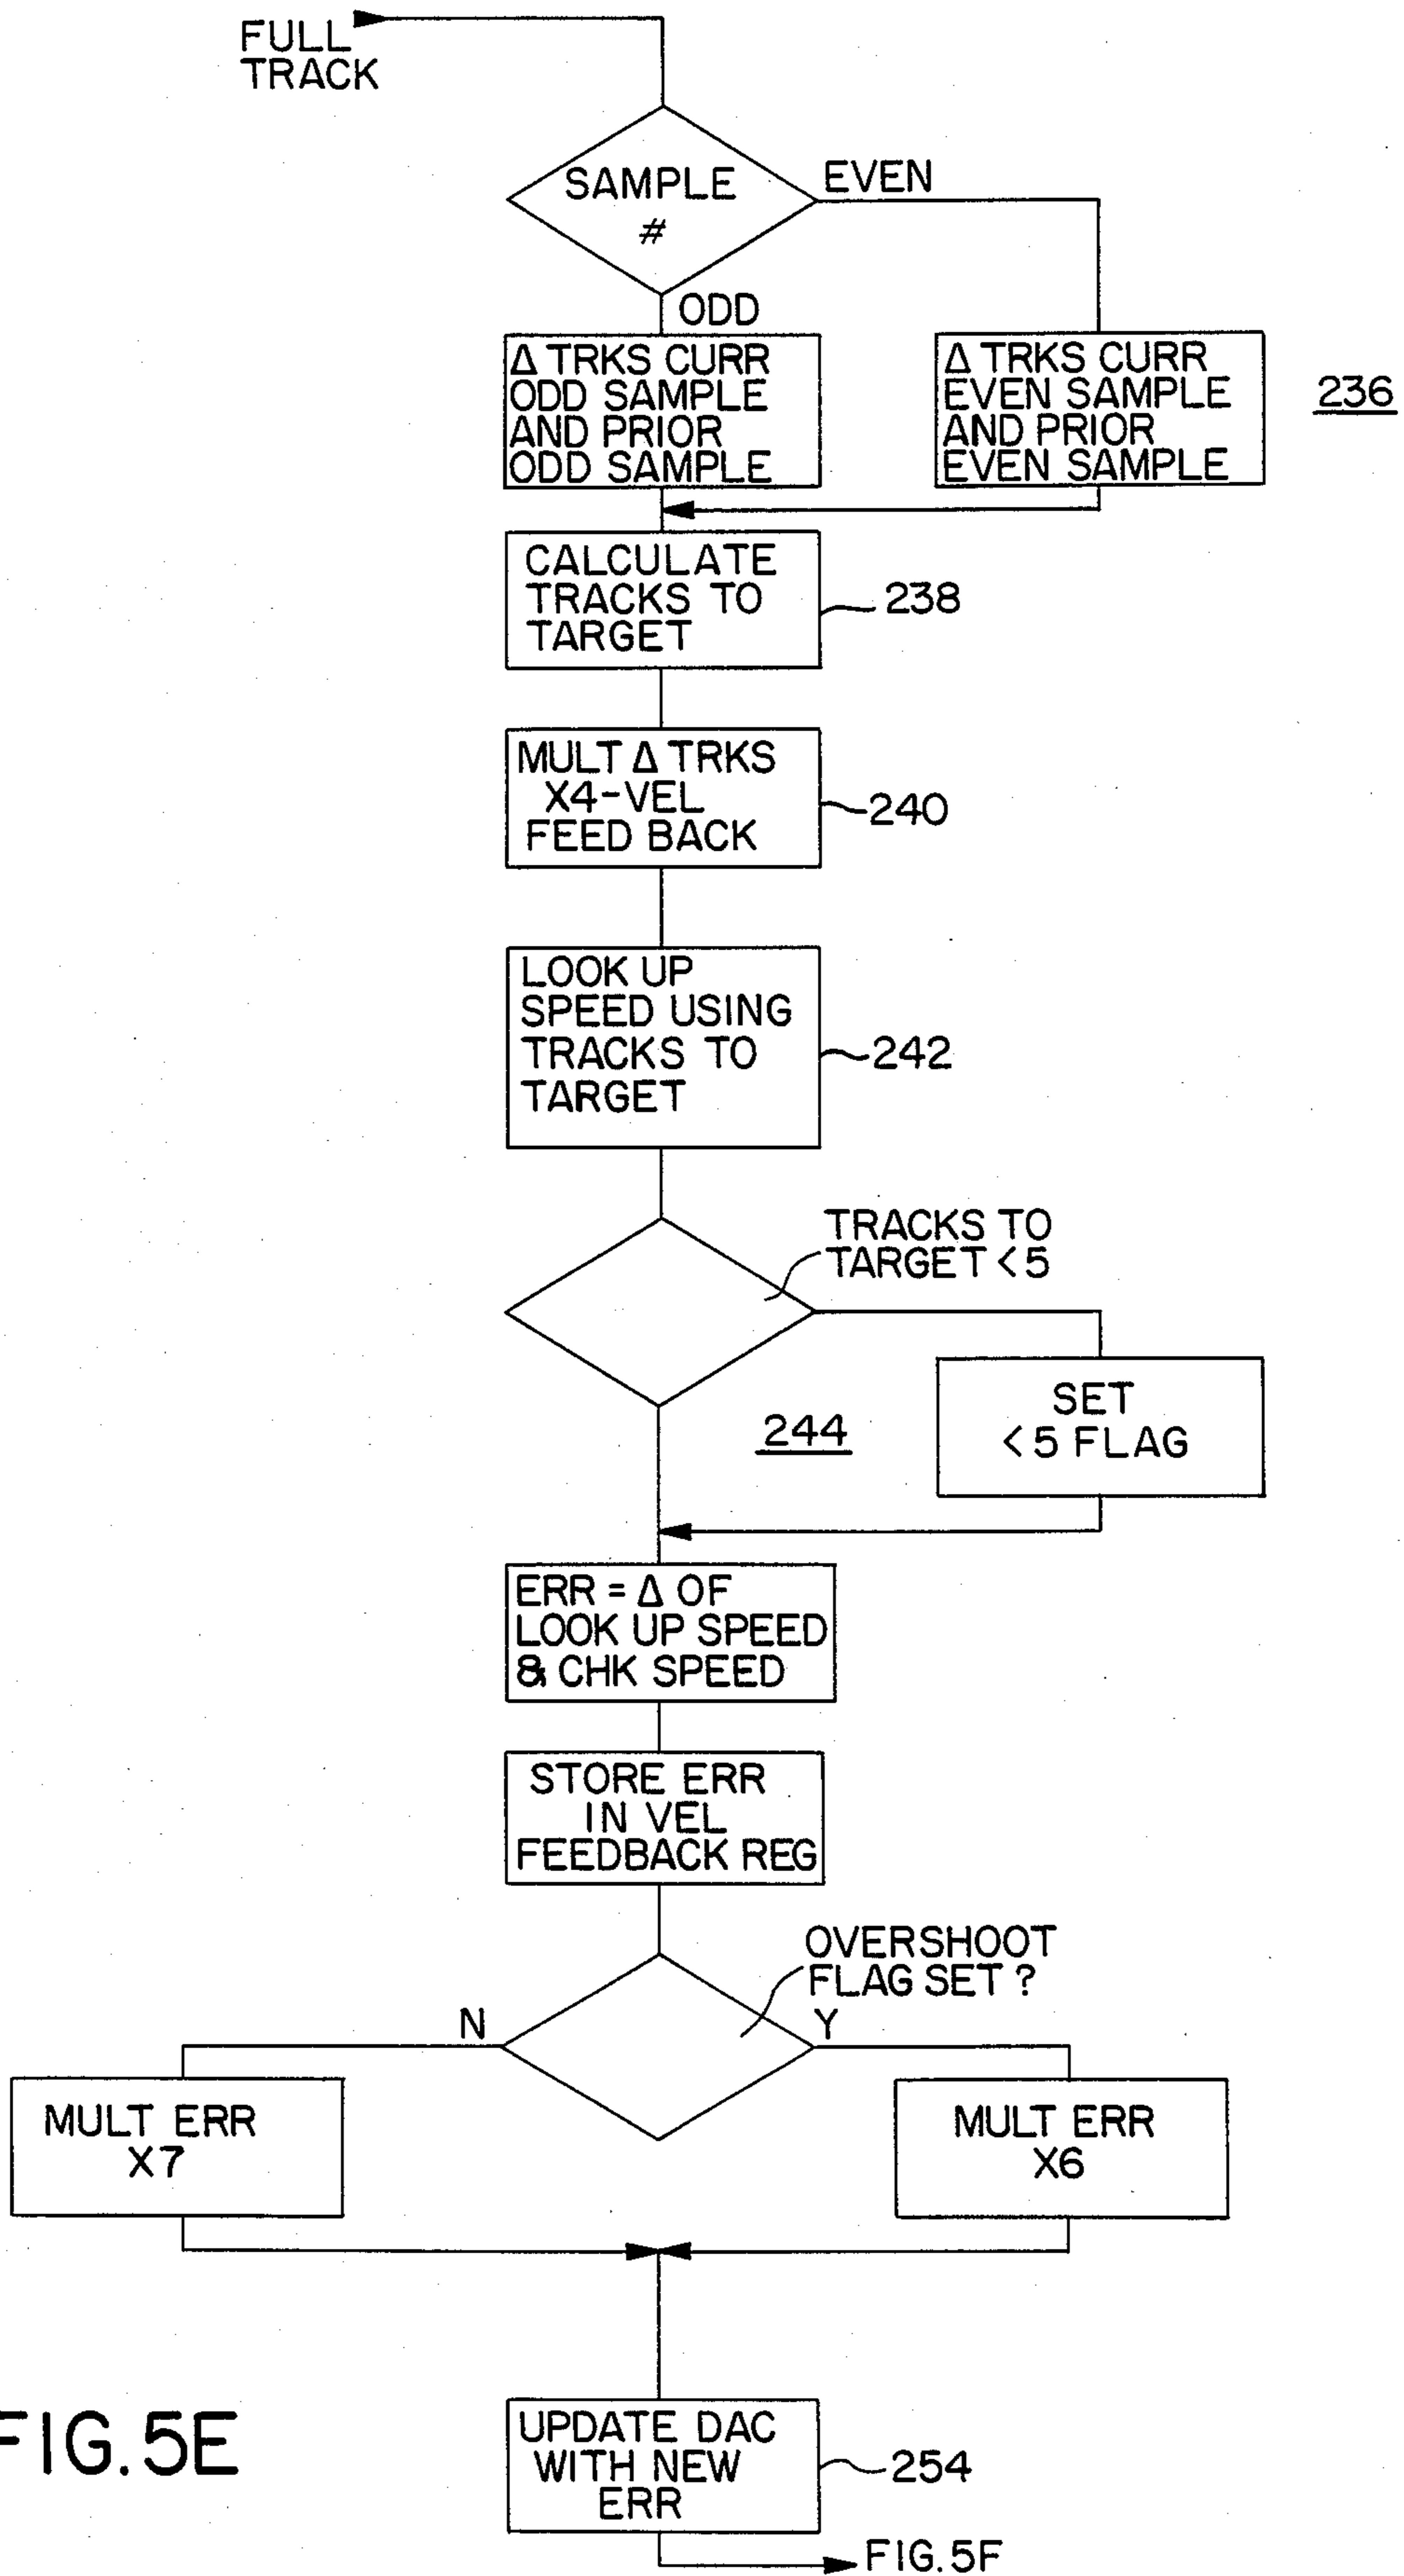 FULL
TRACK
SAMPLE
#
EVEN
ODD
Δ TRKS CURR
ODD SAMPLE
AND PRIOR
ODD SAMPLE
Δ TRKS CURR
EVEN SAMPLE
AND PRIOR
EVEN SAMPLE
236
CALCULATE
TRACKS TO
TARGET
238
MULT Δ TRKS
X4-VEL
FEED BACK
240
LOOK UP
SPEED USING
TRACKS TO
TARGET
242
TRACKS TO
TARGET <5
SET
<5 FLAG
244
ERR = Δ OF
LOOK UP SPEED
& CHK SPEED
STORE ERR
IN VEL
FEEDBACK REG
OVERSHOOT
FLAG SET ?
N
Y
MULT ERR
X7
MULT ERR
X6
UPDATE DAC
WITH NEW
ERR
254
FIG. 5E
FIG. 5F